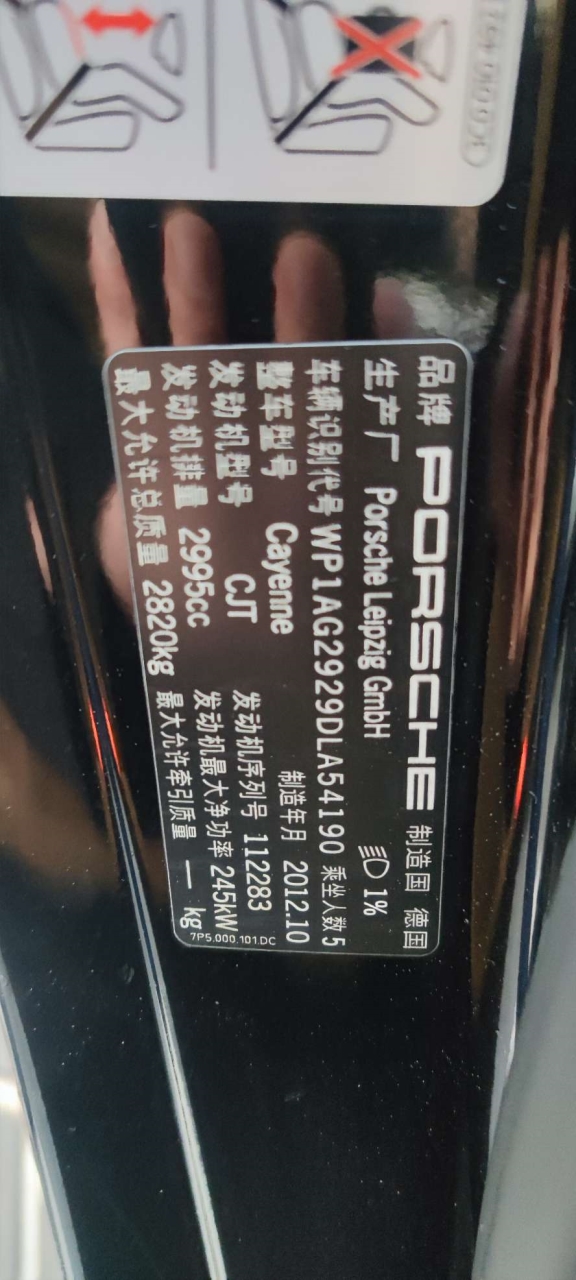 品牌 PORSCHE 制造国 德国
生产厂 Porsche Leipzig GmbH 1%
车辆识别代号 WP1AG2929DLA54190 乘坐人数 5
整车型号 Cayenne 制造年月 2012.10
发动机型号 CJT 发动机序列号 112283
发动机排量 2995cc 发动机最大净功率 245kW
最大允许总质量 2820kg 最大允许牵引质量 — kg
7P5.000.101.DC